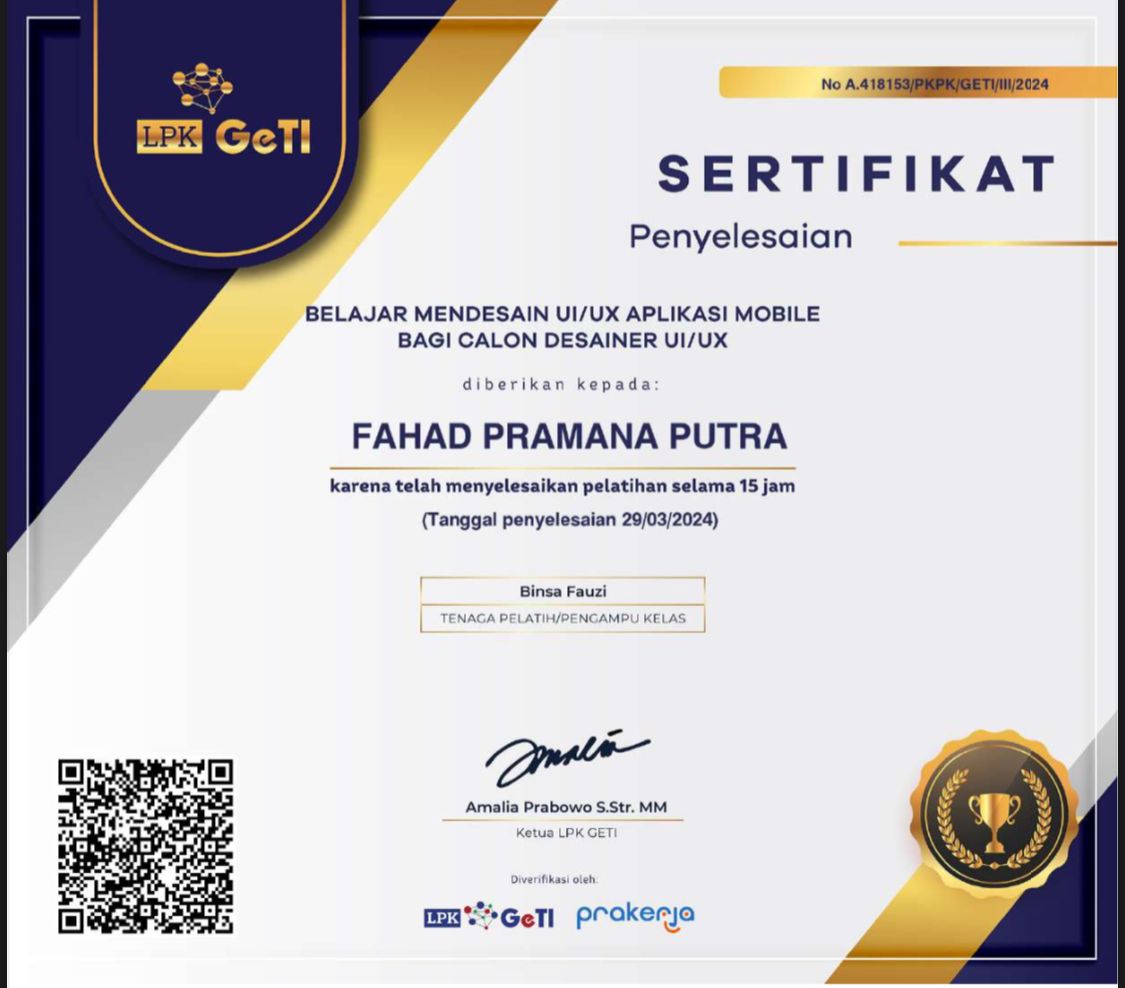 LPK GeTI
No A.418153/PKPK/GETI/III/2024
SERTIFIKAT
Penyelesaian
BELAJAR MENDESAIN UI/UX APLIKASI MOBILE
BAGI CALON DESAINER UI/UX
diberikan kepada:
FAHAD PRAMANA PUTRA
karena telah menyelesaikan pelatihan selama 15 jam
(Tanggal penyelesaian 29/03/2024)
Binsa Fauzi
TENAGA PELATIH/PENGAMPU KELAS
Amalia
Amalia Prabowo S.Str. MM
Ketua LPK GETI
Diverifikasi oleh:
LPK GeTI prakerja